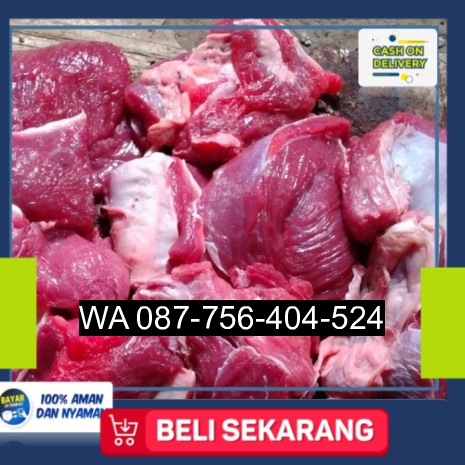 CASH ON
DELIVERY
WA 087-756-404-524
BAYAR
100% AMAN
DAN NYAMAN
BELI SEKARANG